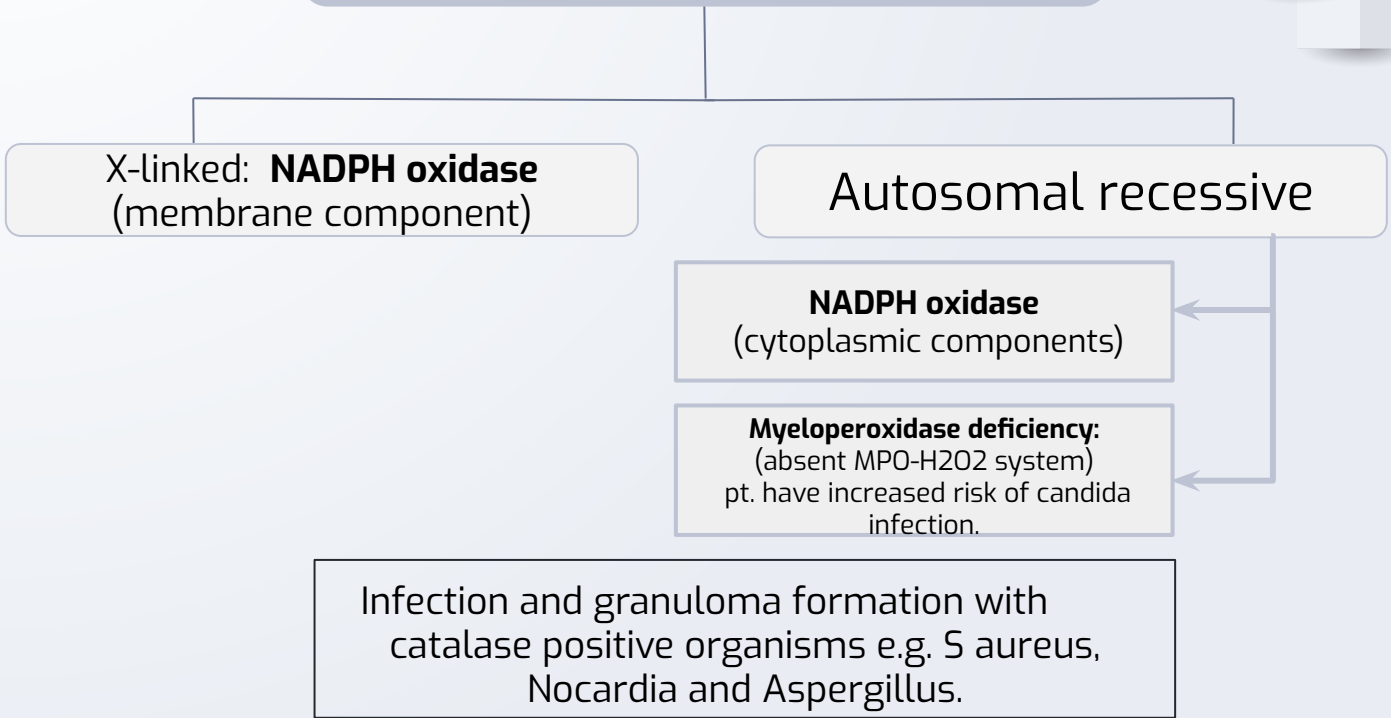 X-linked: NADPH oxidase
(membrane component)
Autosomal recessive
NADPH oxidase
(cytoplasmic components)
Myeloperoxidase deficiency:
(absent MPO-H2O2 system)
pt. have increased risk of candida
infection.
Infection and granuloma formation with
catalase positive organisms e.g. S aureus,
Nocardia and Aspergillus.